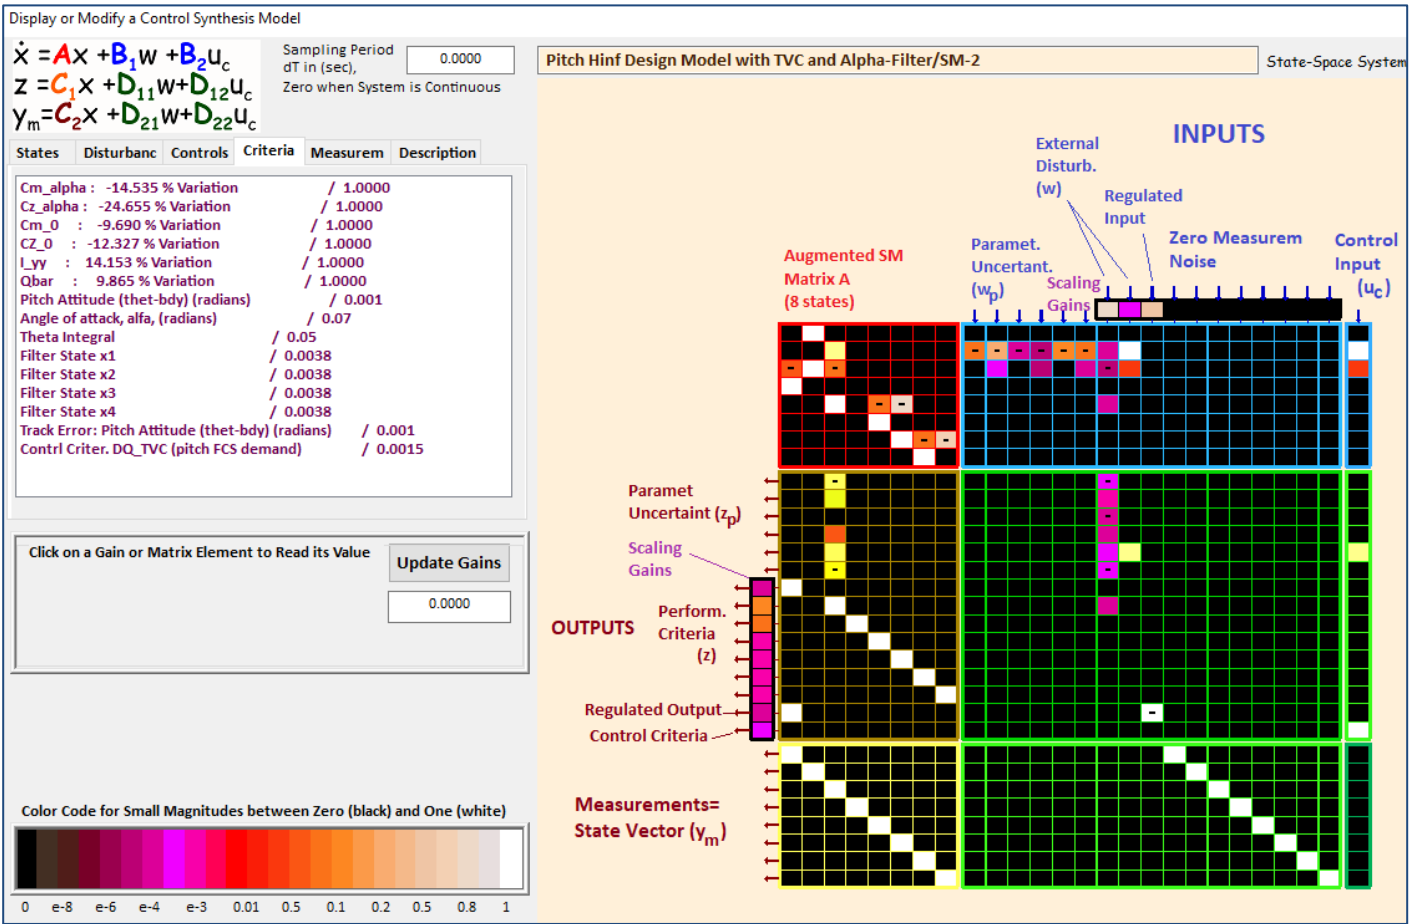 Display or Modify a Control Synthesis Model
ẋ =Ax +B₁w +B₂u_c
z =C₁x +D₁₁w+D₁₂u_c
y_m=C₂x +D₂₁w+D₂₂u_c
Sampling Period
dT in (sec),
0.0000
Zero when System is Continuous
Pitch Hinf Design Model with TVC and Alpha-Filter/SM-2
State-Space System
States Disturbanc Controls Criteria Measurem Description
Cm_alpha : -14.535 % Variation / 1.0000
Cz_alpha : -24.655 % Variation / 1.0000
Cm_0 : -9.690 % Variation / 1.0000
CZ_0 : -12.327 % Variation / 1.0000
I_yy : 14.153 % Variation / 1.0000
Qbar : 9.865 % Variation / 1.0000
Pitch Attitude (thet-bdy) (radians) / 0.001
Angle of attack, alfa, (radians) / 0.07
Theta Integral / 0.05
Filter State x1 / 0.0038
Filter State x2 / 0.0038
Filter State x3 / 0.0038
Filter State x4 / 0.0038
Track Error: Pitch Attitude (thet-bdy) (radians) / 0.001
Contrl Criter. DQ_TVC (pitch FCS demand) / 0.0015
Click on a Gain or Matrix Element to Read its Value
Update Gains
0.0000
Color Code for Small Magnitudes between Zero (black) and One (white)
0 e-8 e-6 e-4 e-3 0.01 0.5 0.1 0.2 0.5 0.8 1
INPUTS
External
Disturb.
(w)
Regulated
Input
Zero Measurem
Noise
Control
Input
(u_c)
Augmented SM
Matrix A
(8 states)
Paramet.
Uncertant.
(w_p)
Scaling
Gains
Paramet
Uncertaint (z_p)
Scaling
Gains
OUTPUTS
Perform.
Criteria
(z)
Regulated Output
Control Criteria
Measurements=
State Vector (y_m)